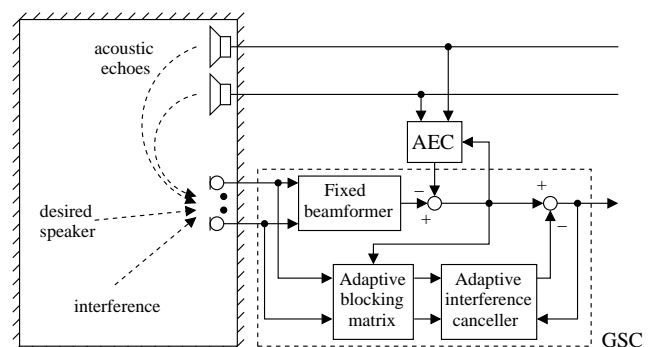 acoustic
echoes
AEC
Fixed
beamformer
−
+
+
−
desired
speaker
interference
Adaptive
blocking
matrix
Adaptive
interference
canceller
GSC